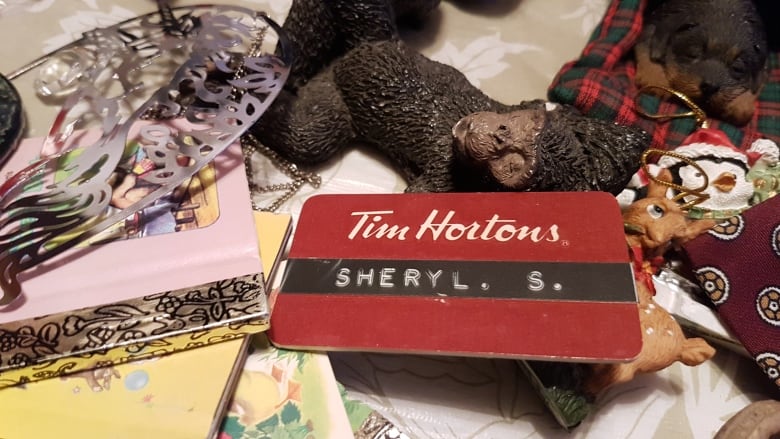 Tim Hortons®
SHERYL. S.